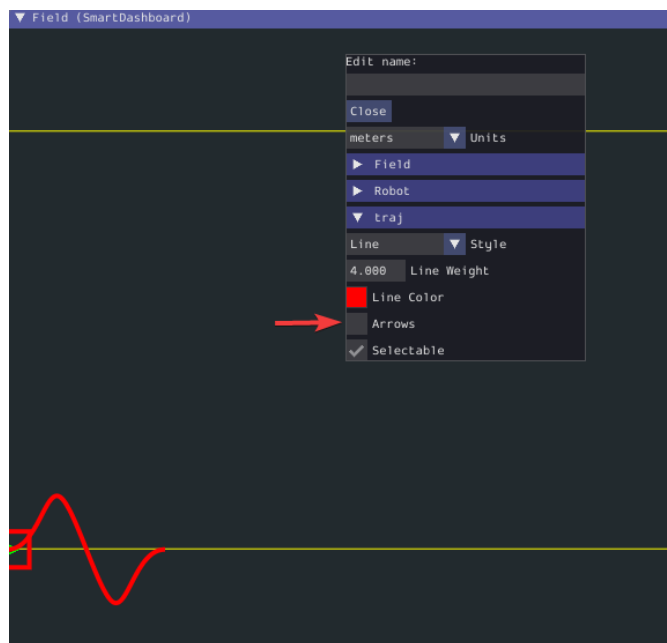 Field (SmartDashboard)
Edit name:
Close
meters Units
Field
Robot
traj
Line Style
4.000 Line Weight
Line Color
Arrows
Selectable